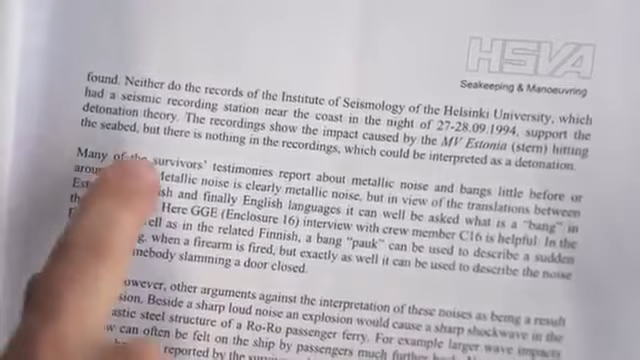 HSVA
Seakeeping & Manoeuvring
found. Neither do the records of the Institute of Seismology of the Helsinki University, which
had a seismic recording station near the coast in the night of 27-28.09.1994, support the
detonation theory. The recordings show the impact caused by the MV Estonia (stern) hitting
the seabed, but there is nothing in the recordings, which could be interpreted as a detonation.
Many of the survivors' testimonies report about metallic noise and bangs little before or
Metallic noise is clearly metallic noise, but in view of the translations between
and finally English languages it can well be asked what is a "bang" in
Here GGE (Enclosure 16) interview with crew member C16 is helpful. In the
as in the related Finnish, a bang "pauk" can be used to describe a sudden
when a firearm is fired, but exactly as well it can be used to describe the noise
slamming a door closed.
other arguments against the interpretation of these noises as being a result
Beside a sharp loud noise an explosion would cause a sharp shockwave in the
steel structure of a Ro-Ro passenger ferry. For example larger wave impacts
can often be felt on the ship by passengers much further
reported by the